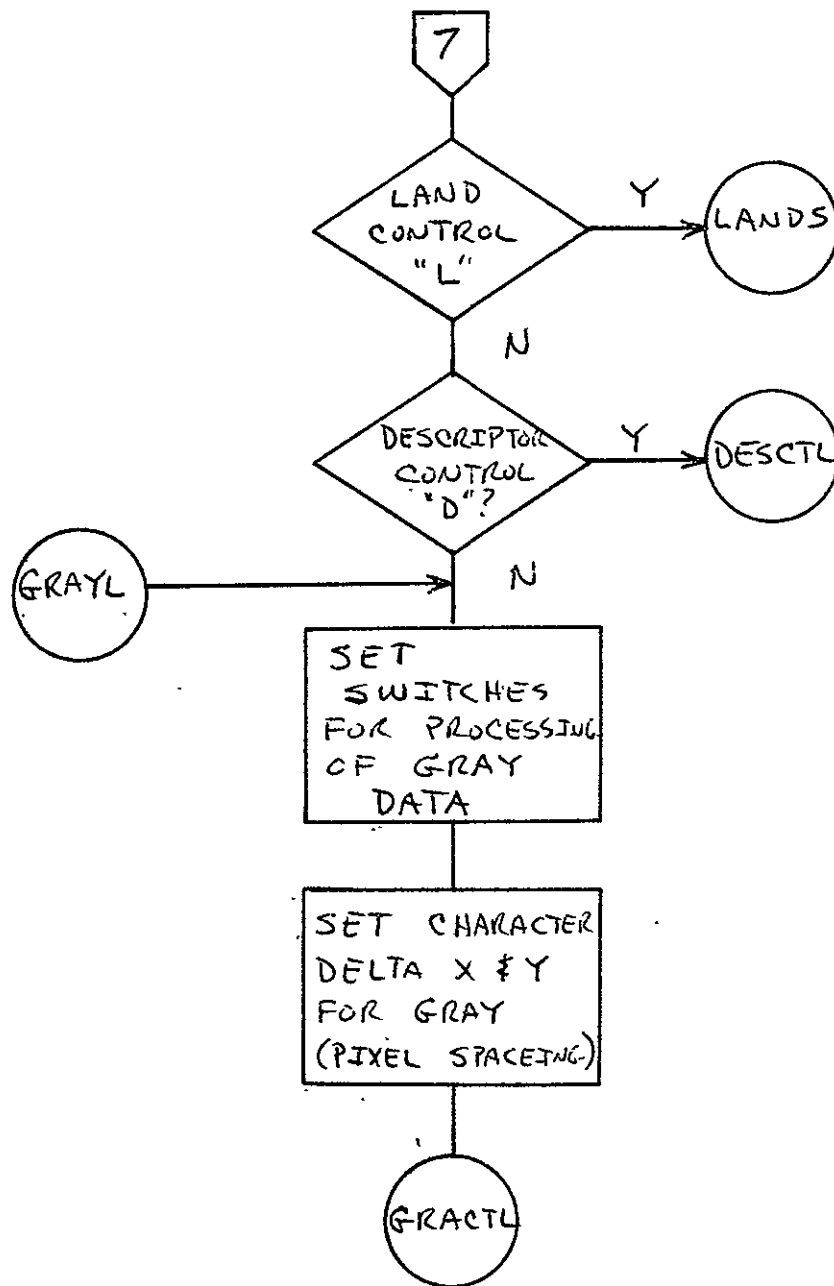 7
LAND
CONTROL
"L"
Y
LANDS
N
DESCRIPTOR
CONTROL
"D"?
Y
DESCTL
GRAYL
N
SET
SWITCHES
FOR PROCESSING
OF GRAY
DATA
SET CHARACTER
DELTA X & Y
FOR GRAY
(PIXEL SPACEING)
GRACTL